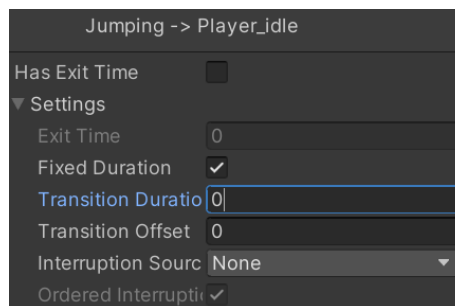 Jumping -> Player_idle
Has Exit Time
Settings
Exit Time 0
Fixed Duration
Transition Duratio 0
Transition Offset 0
Interruption Sourc None
Ordered Interrupti